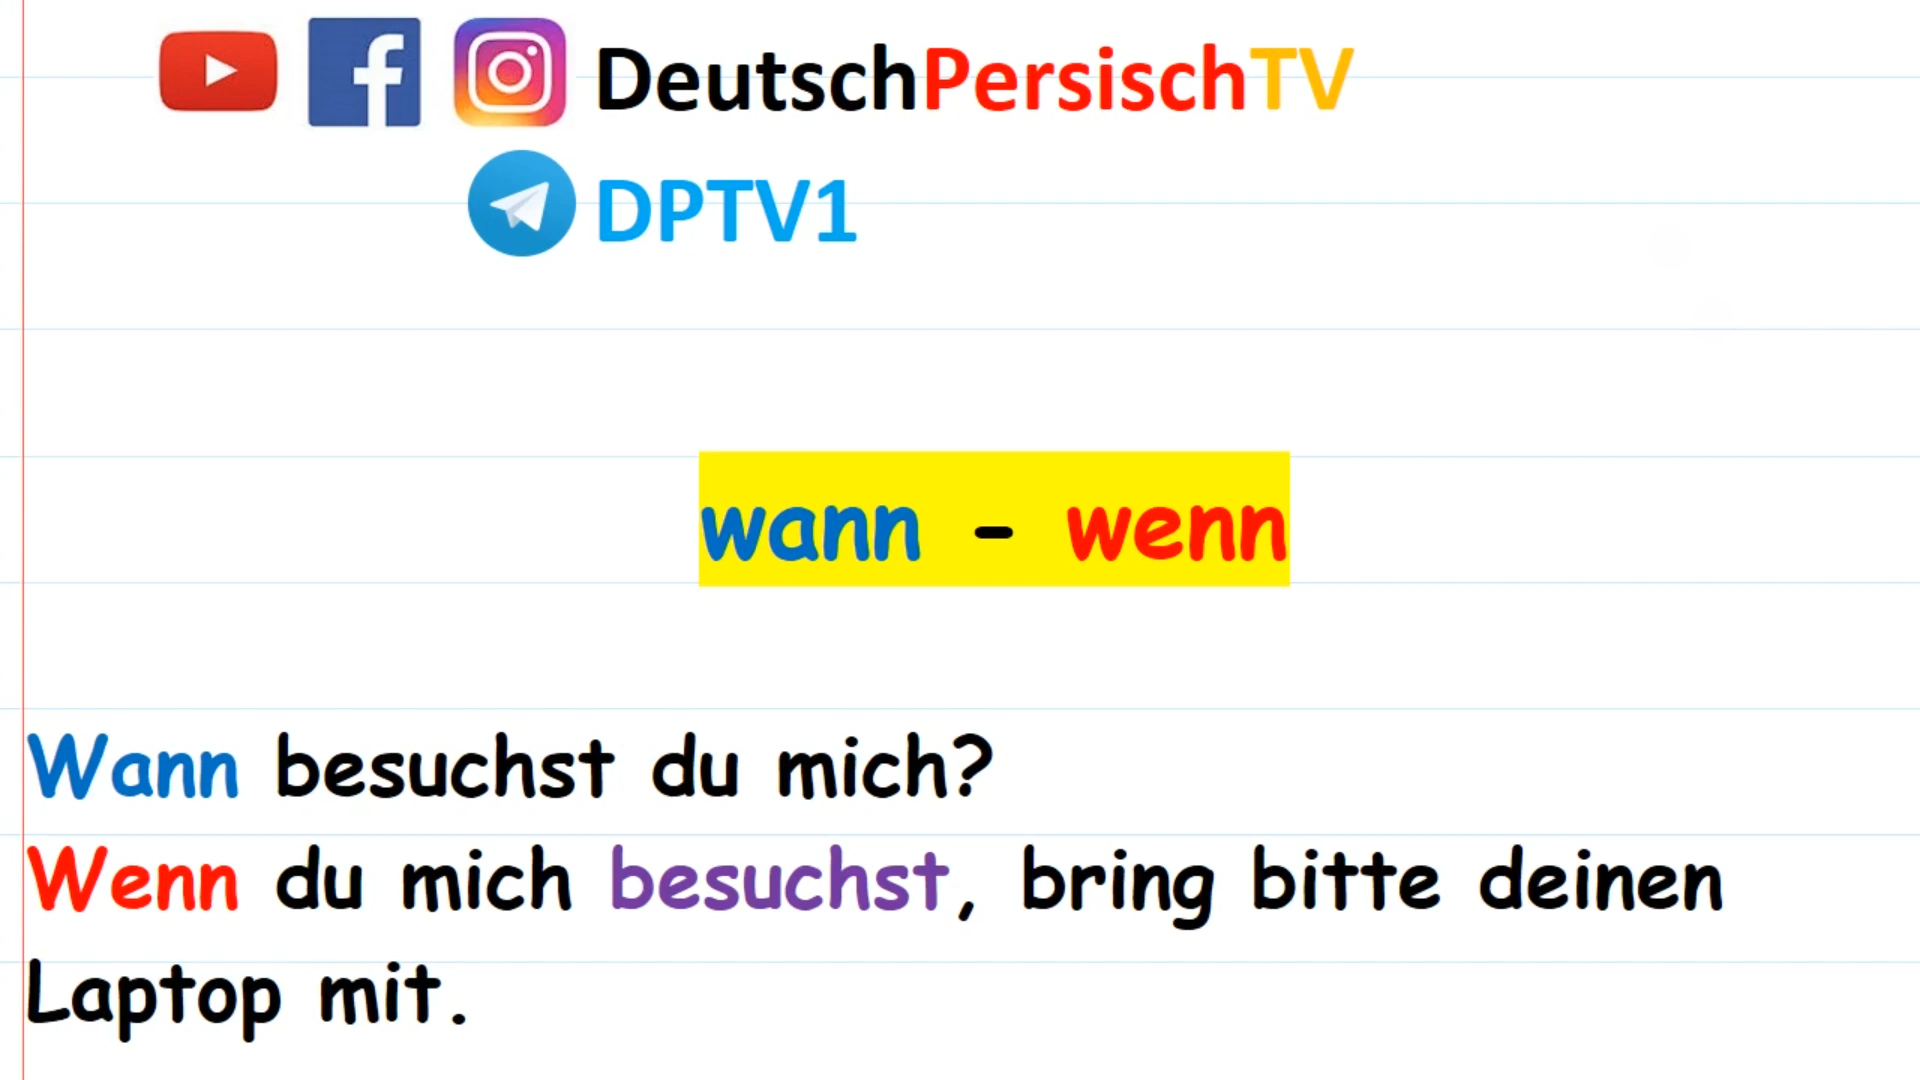 DeutschPersischTV
DPTV1
wann - wenn
Wann besuchst du mich?
Wenn du mich besuchst, bring bitte deinen
Laptop mit.